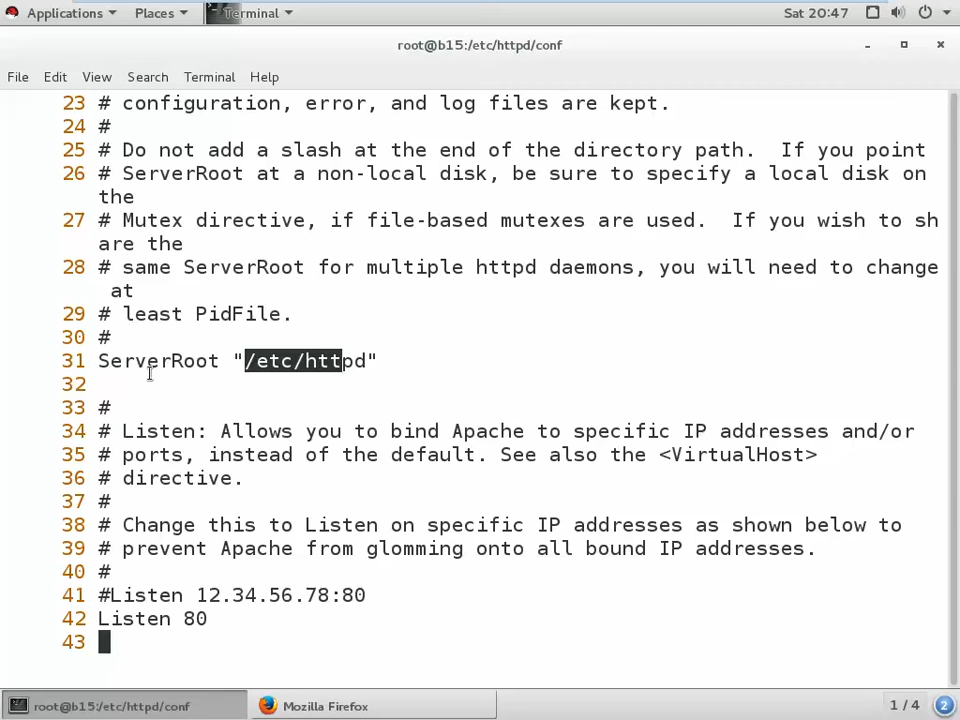 Applications Places Terminal Sat 20:47
root@b15:/etc/httpd/conf
File Edit View Search Terminal Help
23 # configuration, error, and log files are kept.
24 #
25 # Do not add a slash at the end of the directory path.  If you point
26 # ServerRoot at a non-local disk, be sure to specify a local disk on
the
27 # Mutex directive, if file-based mutexes are used.  If you wish to sh
are the
28 # same ServerRoot for multiple httpd daemons, you will need to change
at
29 # least PidFile.
30 #
31 ServerRoot "/etc/httpd"
32
33 #
34 # Listen: Allows you to bind Apache to specific IP addresses and/or
35 # ports, instead of the default. See also the <VirtualHost>
36 # directive.
37 #
38 # Change this to Listen on specific IP addresses as shown below to
39 # prevent Apache from glomming onto all bound IP addresses.
40 #
41 #Listen 12.34.56.78:80
42 Listen 80
43
root@b15:/etc/httpd/conf Mozilla Firefox 1 / 4 2